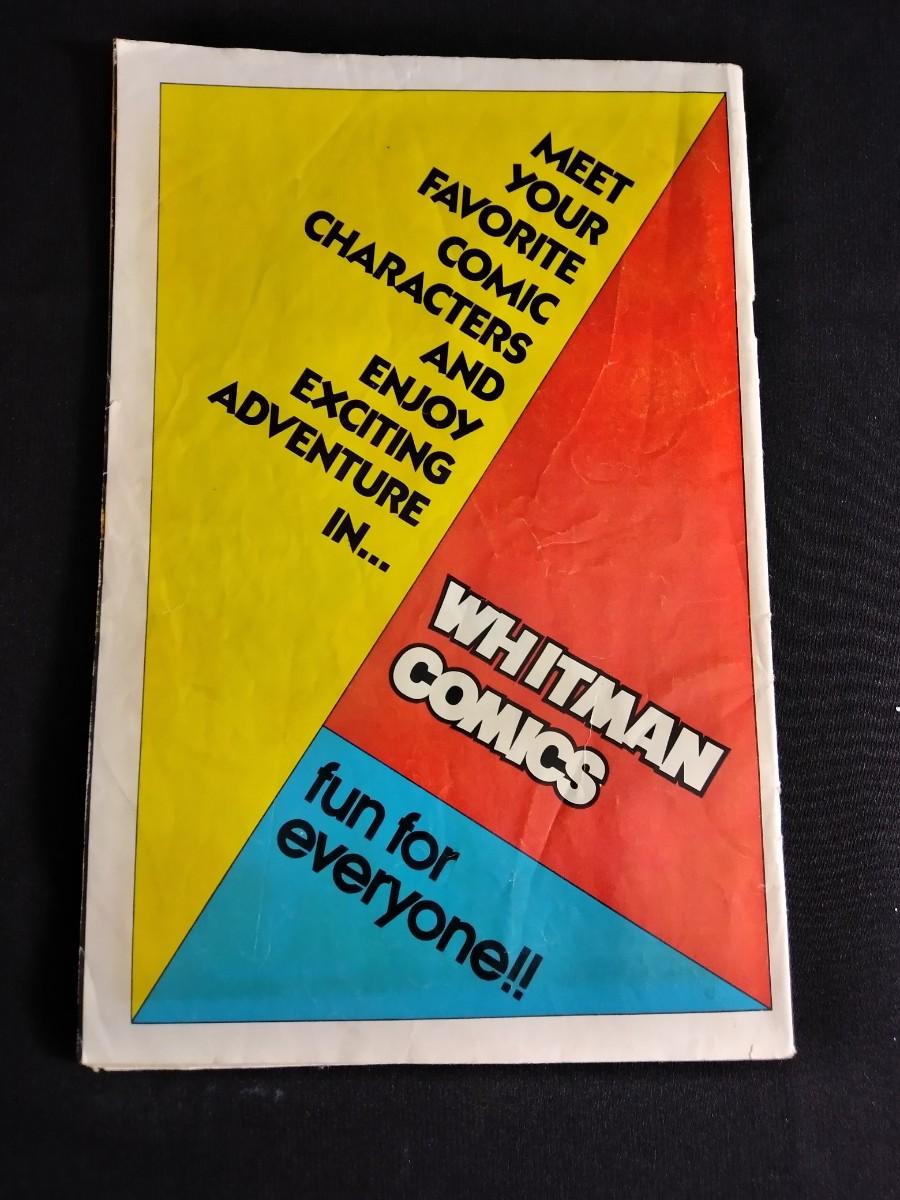 MEET
YOUR
FAVORITE
COMIC
CHARACTERS
AND
ENJOY
EXCITING
ADVENTURE
IN...
WHITMAN
COMICS
fun for
everyone!!